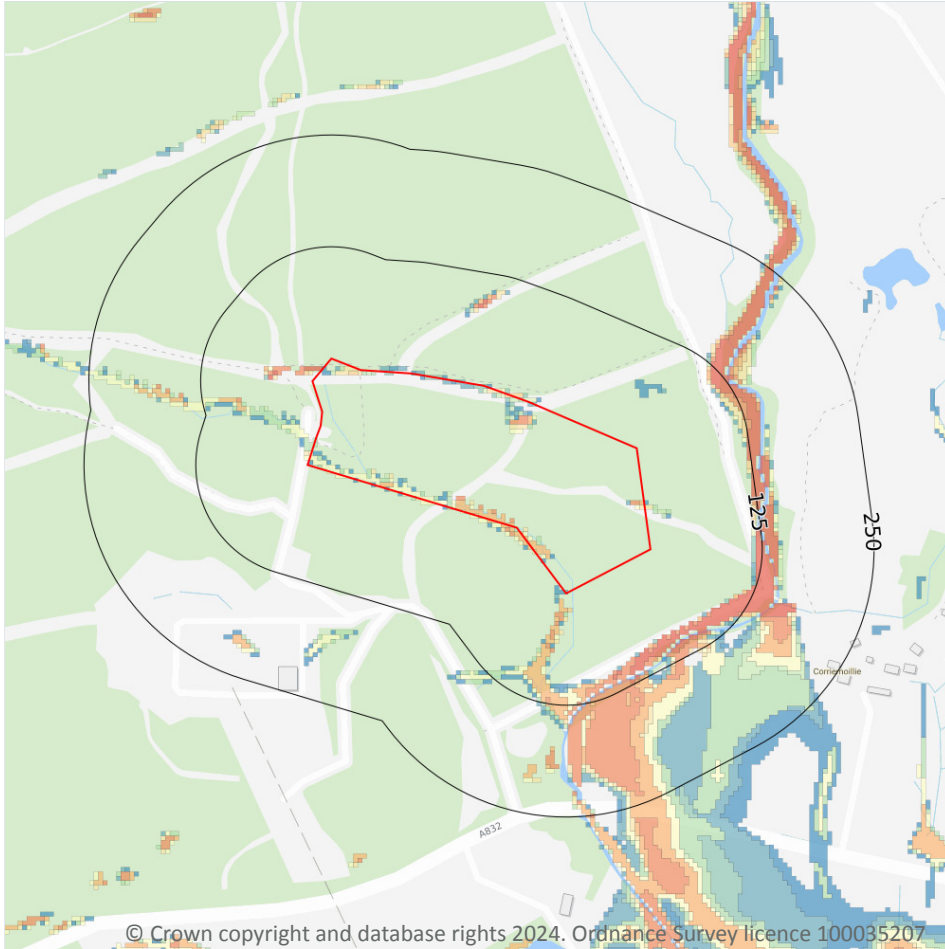 125
250
Corriemoillie
A832
© Crown copyright and database rights 2024. Ordnance Survey licence 100035207